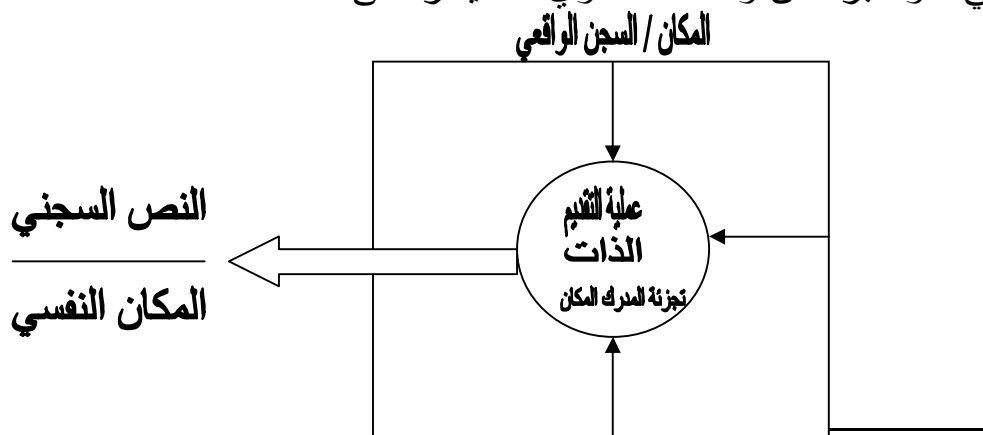 المكان / السجن الواقعي
عملية التقديم
الذات
تجزئة المدرك المكان
النص السجني
المكان النفسي